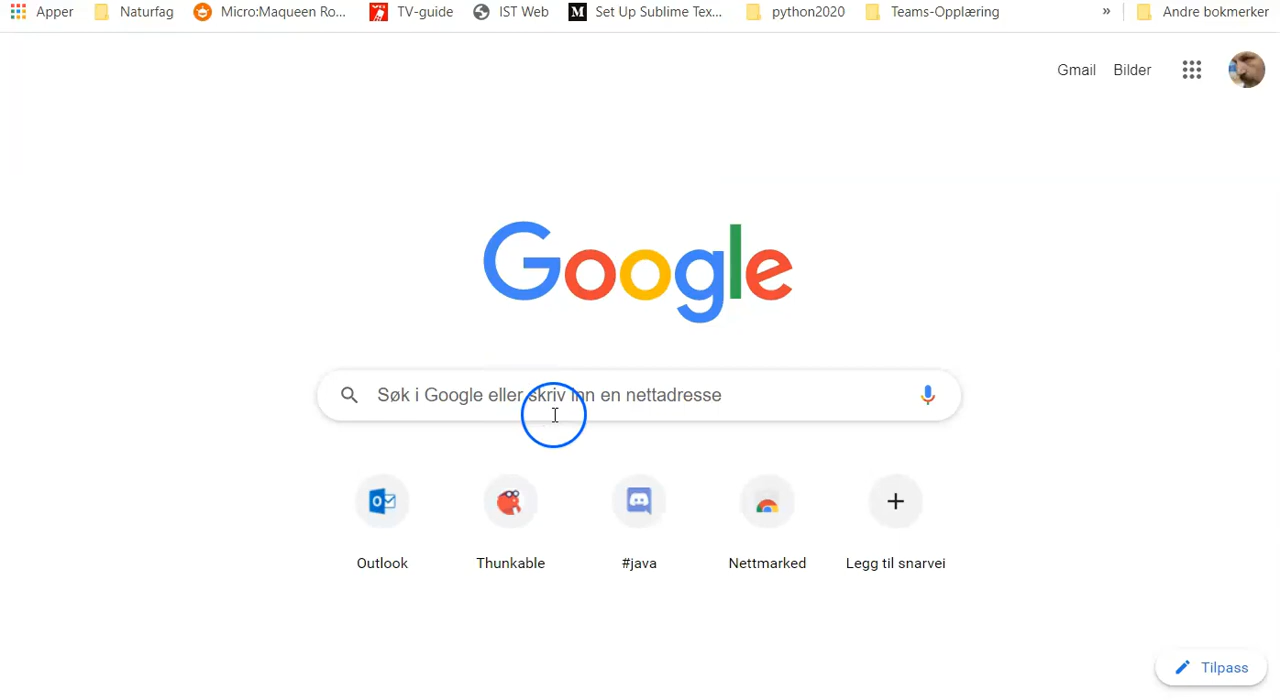 Apper Naturfag Micro:Maqueen Ro... TV-guide IST Web M Set Up Sublime Tex... python2020 Teams-Opplæring » Andre bokmerker
Gmail Bilder
Google
Søk i Google eller skriv inn en nettadresse
Outlook Thunkable #java Nettmarked Legg til snarvei
Tilpass